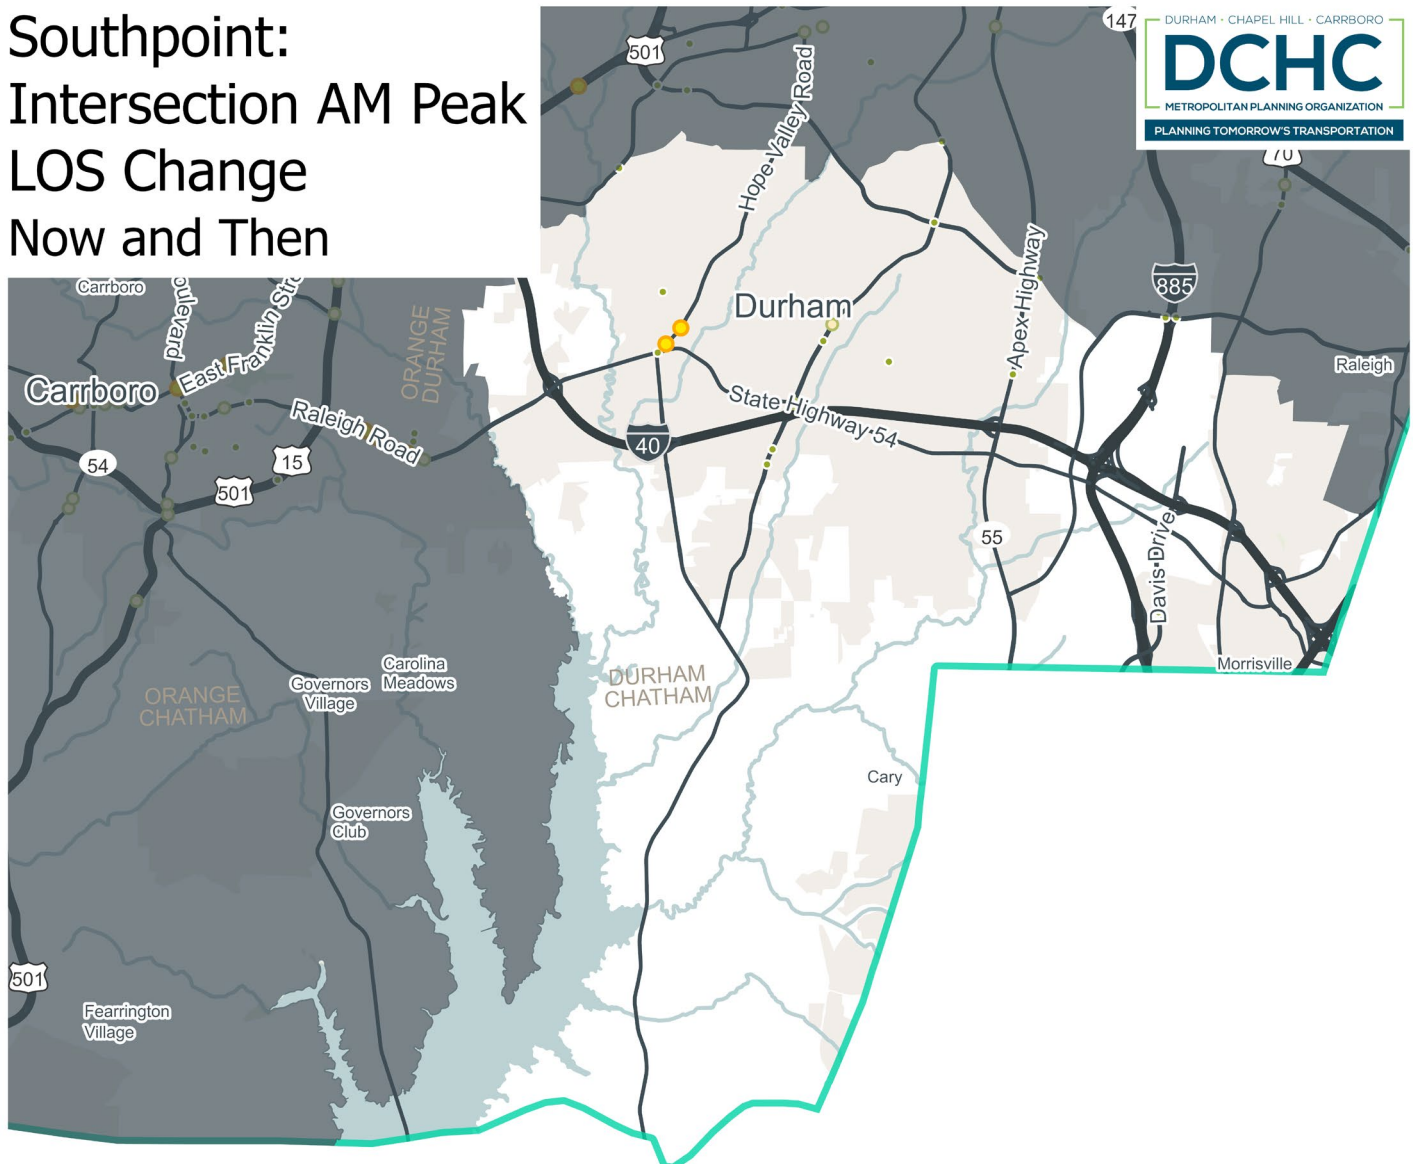 Southpoint:
Intersection AM Peak
LOS Change
Now and Then
147
DURHAM · CHAPEL HILL · CARRBORO
DCHC
METROPOLITAN PLANNING ORGANIZATION
PLANNING TOMORROW'S TRANSPORTATION
501
Hope Valley Road
70
Carrboro
oulevard
East Franklin Stre
ORANGE
DURHAM
Durham
Apex Highway
885
Raleigh
Carrboro
Raleigh Road
State Highway 54
40
54
15
501
55
Davis Drive
Carolina
Meadows
Governors
Village
ORANGE
CHATHAM
DURHAM
CHATHAM
Morrisville
Cary
Governors
Club
501
Fearrington
Village